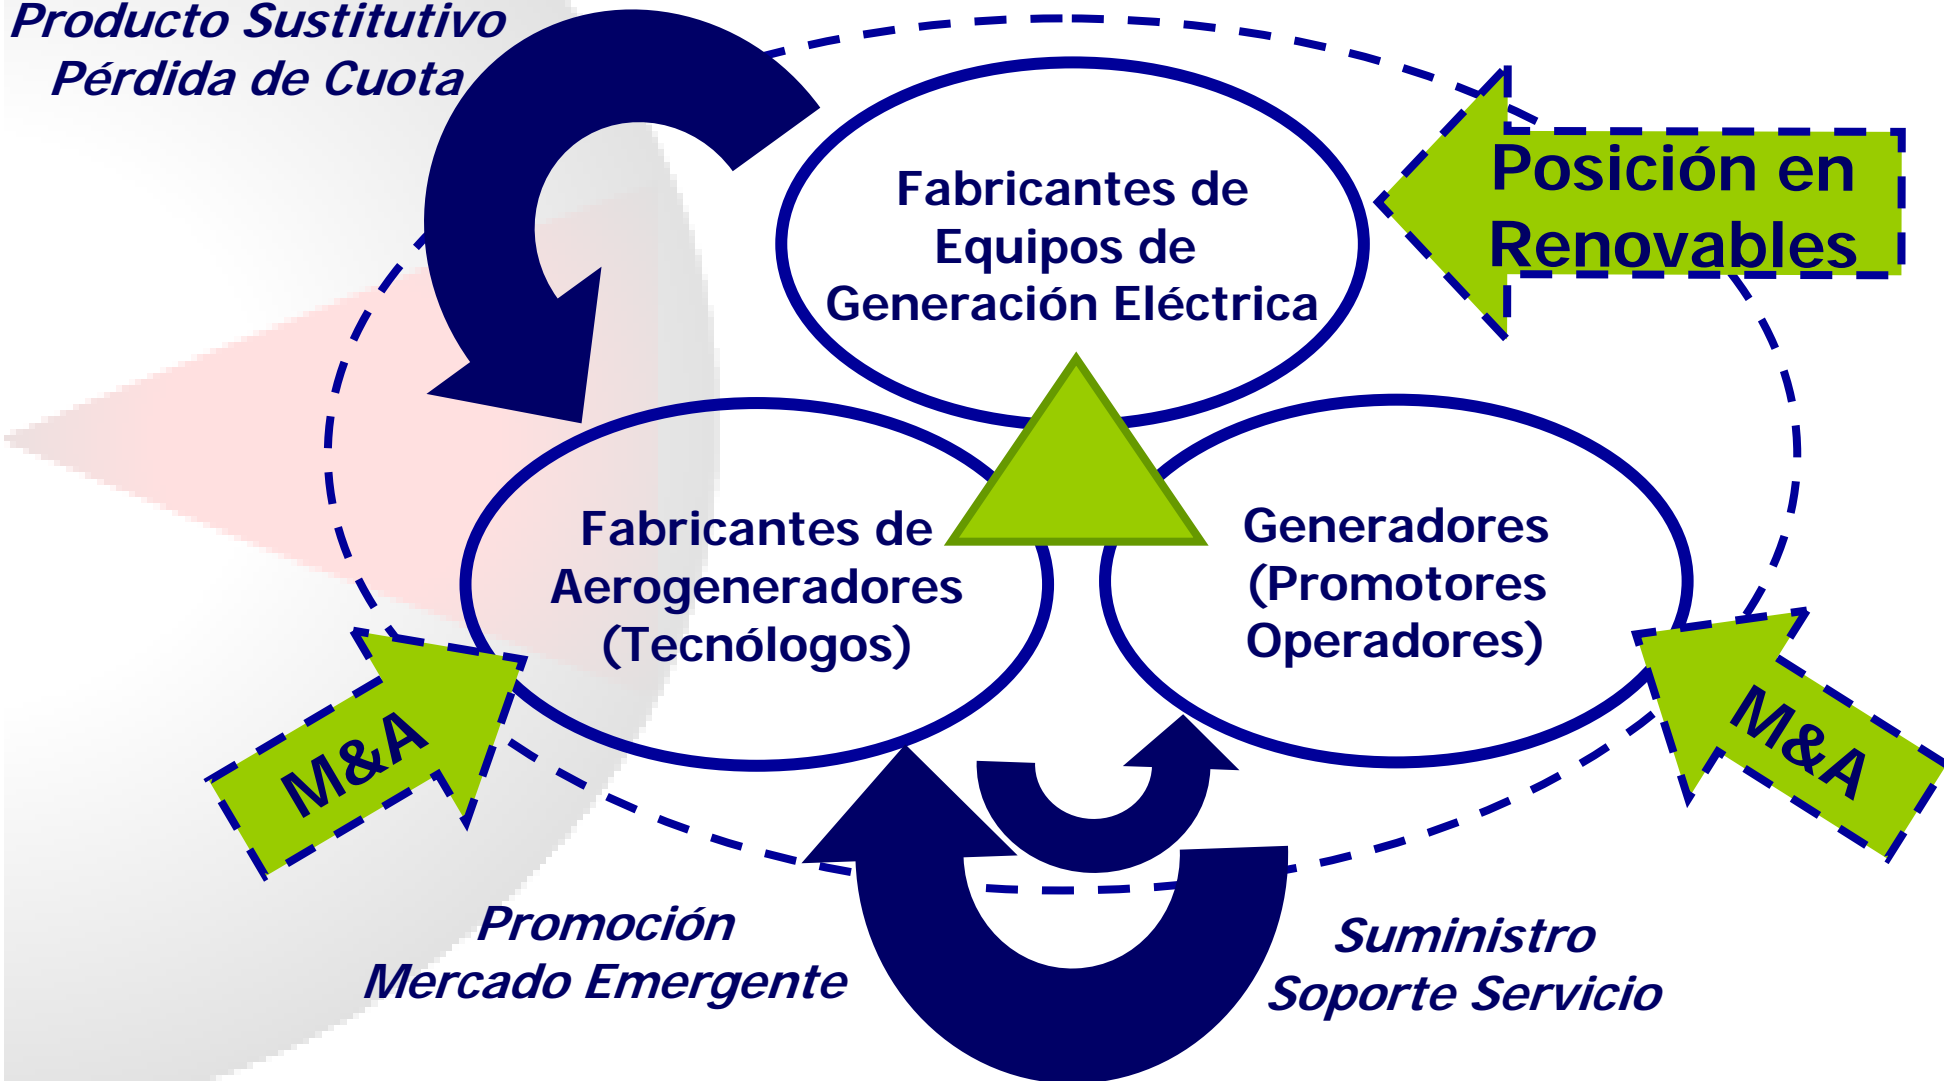 Producto Sustitutivo
Pérdida de Cuota
Fabricantes de
Equipos de
Generación Eléctrica
Posición en
Renovables
Fabricantes de
Aerogeneradores
(Tecnólogos)
Generadores
(Promotores
Operadores)
M&A
M&A
Promoción
Mercado Emergente
Suministro
Soporte Servicio